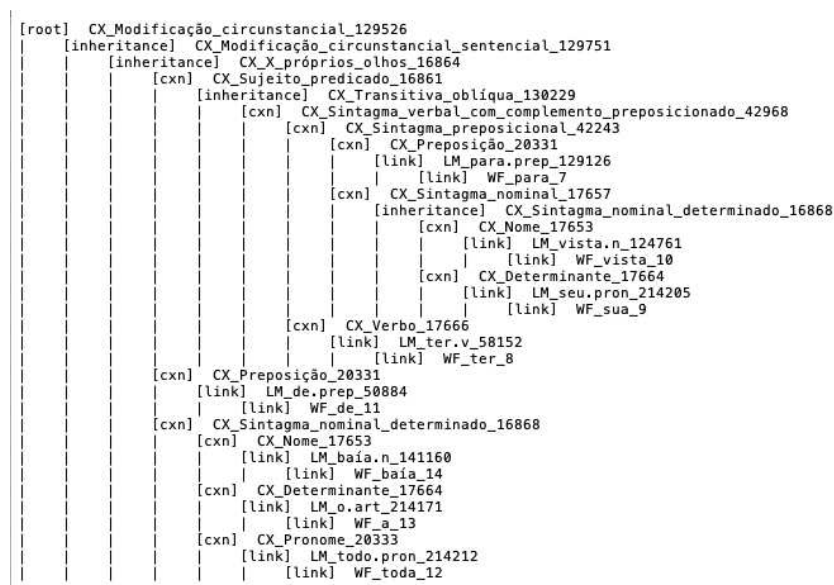 [root] CX_Modificação_circunstancial_129526
| [inheritance] CX_Modificação_circunstancial_sentencial_129751
| | [inheritance] CX_X_próprios_olhos_16864
| | | [cxn] CX_Sujeito_predicado_16861
| | | | [inheritance] CX_Transitiva_oblíqua_130229
| | | | | [cxn] CX_Sintagma_verbal_com_complemento_preposicionado_42968
| | | | | | [cxn] CX_Sintagma_preposicional_42243
| | | | | | | [cxn] CX_Preposição_20331
| | | | | | | | [link] LM_para.prep_129126
| | | | | | | | | [link] WF_para_7
| | | | | | | [cxn] CX_Sintagma_nominal_17657
| | | | | | | | [inheritance] CX_Sintagma_nominal_determinado_16868
| | | | | | | | | [cxn] CX_Nome_17653
| | | | | | | | | | [link] LM_vista.n_124761
| | | | | | | | | | | [link] WF_vista_10
| | | | | | | | | [cxn] CX_Determinante_17664
| | | | | | | | | | [link] LM_seu.pron_214205
| | | | | | | | | | | [link] WF_sua_9
| | | | | | [cxn] CX_Verbo_17666
| | | | | | | [link] LM_ter.v_58152
| | | | | | | | [link] WF_ter_8
| | | [cxn] CX_Preposição_20331
| | | | [link] LM_de.prep_50884
| | | | | [link] WF_de_11
| | | [cxn] CX_Sintagma_nominal_determinado_16868
| | | | [cxn] CX_Nome_17653
| | | | | [link] LM_baía.n_141160
| | | | | | [link] WF_baía_14
| | | | [cxn] CX_Determinante_17664
| | | | | [link] LM_o.art_214171
| | | | | | [link] WF_a_13
| | | | [cxn] CX_Pronome_20333
| | | | | [link] LM_todo.pron_214212
| | | | | | [link] WF_toda_12